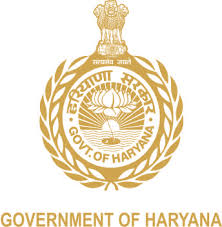 सत्यमेव जयते
हरियाणा सरकार
GOVT. OF HARYANA
GOVERNMENT OF HARYANA